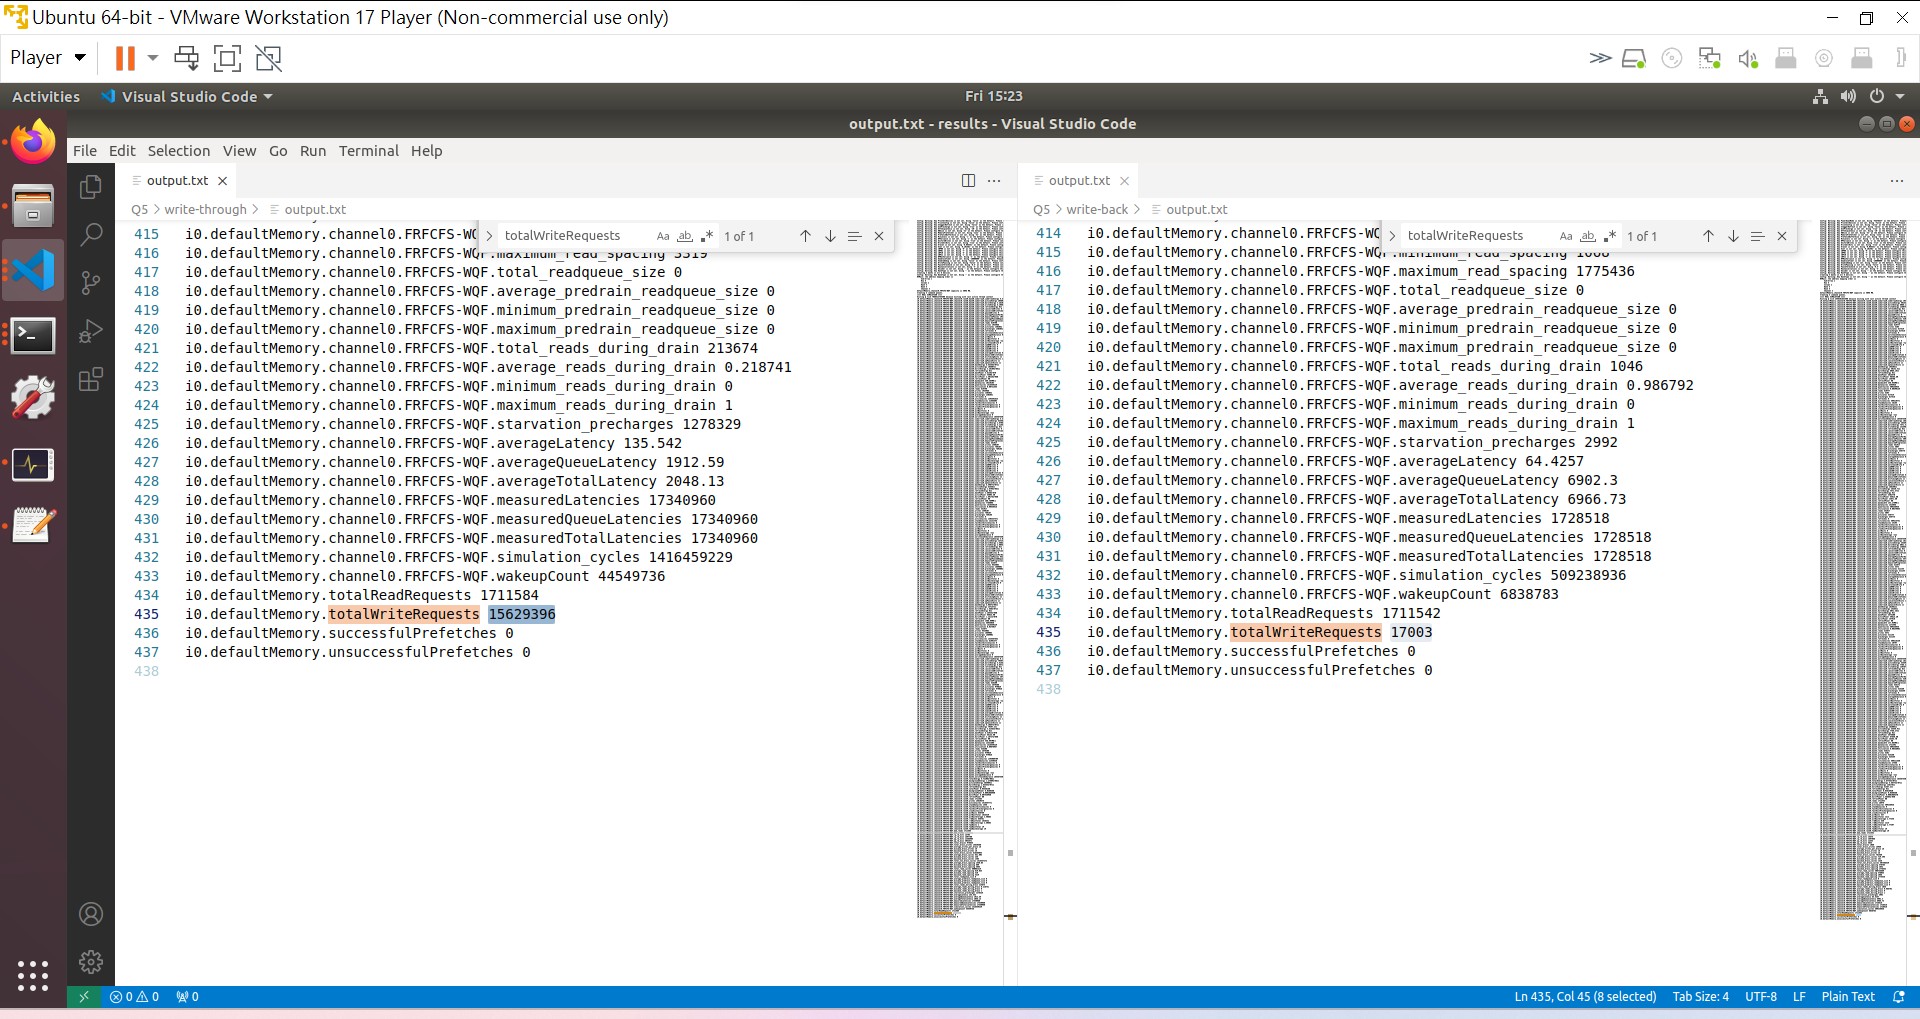 Ubuntu 64-bit - VMware Workstation 17 Player (Non-commercial use only)
Player
Activities
Visual Studio Code
Fri 15:23
output.txt - results - Visual Studio Code
File Edit Selection View Go Run Terminal Help
output.txt
Q5 > write-through > output.txt
totalWriteRequests Aa ab 1 of 1
415 i0.defaultMemory.channel0.FRFCFS-WQ
416 i0.defaultMemory.channel0.FRFCFS-WQF.maximum_read_spacing 3319
417 i0.defaultMemory.channel0.FRFCFS-WQF.total_readqueue_size 0
418 i0.defaultMemory.channel0.FRFCFS-WQF.average_predrain_readqueue_size 0
419 i0.defaultMemory.channel0.FRFCFS-WQF.minimum_predrain_readqueue_size 0
420 i0.defaultMemory.channel0.FRFCFS-WQF.maximum_predrain_readqueue_size 0
421 i0.defaultMemory.channel0.FRFCFS-WQF.total_reads_during_drain 213674
422 i0.defaultMemory.channel0.FRFCFS-WQF.average_reads_during_drain 0.218741
423 i0.defaultMemory.channel0.FRFCFS-WQF.minimum_reads_during_drain 0
424 i0.defaultMemory.channel0.FRFCFS-WQF.maximum_reads_during_drain 1
425 i0.defaultMemory.channel0.FRFCFS-WQF.starvation_precharges 1278329
426 i0.defaultMemory.channel0.FRFCFS-WQF.averageLatency 135.542
427 i0.defaultMemory.channel0.FRFCFS-WQF.averageQueueLatency 1912.59
428 i0.defaultMemory.channel0.FRFCFS-WQF.averageTotalLatency 2048.13
429 i0.defaultMemory.channel0.FRFCFS-WQF.measuredLatencies 17340960
430 i0.defaultMemory.channel0.FRFCFS-WQF.measuredQueueLatencies 17340960
431 i0.defaultMemory.channel0.FRFCFS-WQF.measuredTotalLatencies 17340960
432 i0.defaultMemory.channel0.FRFCFS-WQF.simulation_cycles 1416459229
433 i0.defaultMemory.channel0.FRFCFS-WQF.wakeupCount 44549736
434 i0.defaultMemory.totalReadRequests 1711584
435 i0.defaultMemory.totalWriteRequests 15629396
436 i0.defaultMemory.successfulPrefetches 0
437 i0.defaultMemory.unsuccessfulPrefetches 0
438
output.txt
Q5 > write-back > output.txt
totalWriteRequests Aa ab 1 of 1
414 i0.defaultMemory.channel0.FRFCFS-WQ
415 i0.defaultMemory.channel0.FRFCFS-WQF.minimum_read_spacing
416 i0.defaultMemory.channel0.FRFCFS-WQF.maximum_read_spacing 1775436
417 i0.defaultMemory.channel0.FRFCFS-WQF.total_readqueue_size 0
418 i0.defaultMemory.channel0.FRFCFS-WQF.average_predrain_readqueue_size 0
419 i0.defaultMemory.channel0.FRFCFS-WQF.minimum_predrain_readqueue_size 0
420 i0.defaultMemory.channel0.FRFCFS-WQF.maximum_predrain_readqueue_size 0
421 i0.defaultMemory.channel0.FRFCFS-WQF.total_reads_during_drain 1046
422 i0.defaultMemory.channel0.FRFCFS-WQF.average_reads_during_drain 0.986792
423 i0.defaultMemory.channel0.FRFCFS-WQF.minimum_reads_during_drain 0
424 i0.defaultMemory.channel0.FRFCFS-WQF.maximum_reads_during_drain 1
425 i0.defaultMemory.channel0.FRFCFS-WQF.starvation_precharges 2992
426 i0.defaultMemory.channel0.FRFCFS-WQF.averageLatency 64.4257
427 i0.defaultMemory.channel0.FRFCFS-WQF.averageQueueLatency 6902.3
428 i0.defaultMemory.channel0.FRFCFS-WQF.averageTotalLatency 6966.73
429 i0.defaultMemory.channel0.FRFCFS-WQF.measuredLatencies 1728518
430 i0.defaultMemory.channel0.FRFCFS-WQF.measuredQueueLatencies 1728518
431 i0.defaultMemory.channel0.FRFCFS-WQF.measuredTotalLatencies 1728518
432 i0.defaultMemory.channel0.FRFCFS-WQF.simulation_cycles 509238936
433 i0.defaultMemory.channel0.FRFCFS-WQF.wakeupCount 6838783
434 i0.defaultMemory.totalReadRequests 1711542
435 i0.defaultMemory.totalWriteRequests 17003
436 i0.defaultMemory.successfulPrefetches 0
437 i0.defaultMemory.unsuccessfulPrefetches 0
438
0 0 0
Ln 435, Col 45 (8 selected) Tab Size: 4 UTF-8 LF Plain Text